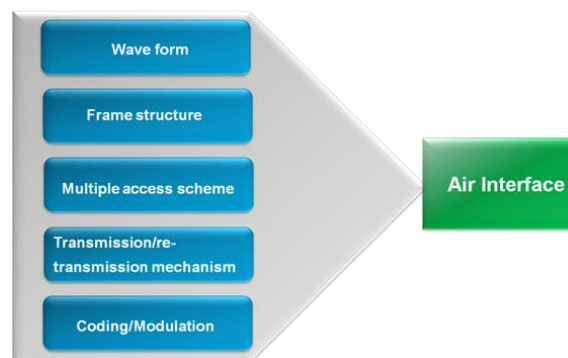 Wave form
Frame structure
Multiple access scheme
Transmission/re-
transmission mechanism
Coding/Modulation
Air Interface